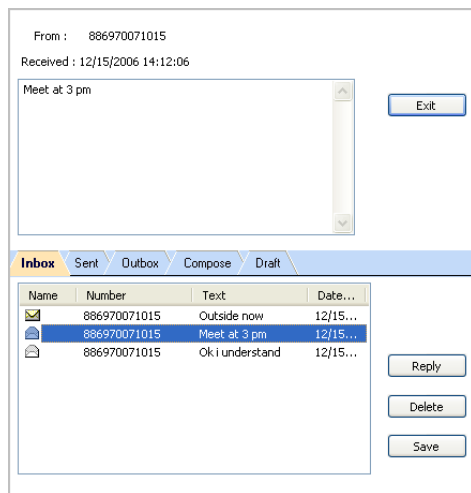 From : 886970071015
Received : 12/15/2006 14:12:06
Meet at 3 pm
Exit
Inbox Sent Outbox Compose Draft
Name Number Text Date...
886970071015 Outside now 12/15...
886970071015 Meet at 3 pm 12/15...
886970071015 Ok i understand 12/15...
Reply
Delete
Save